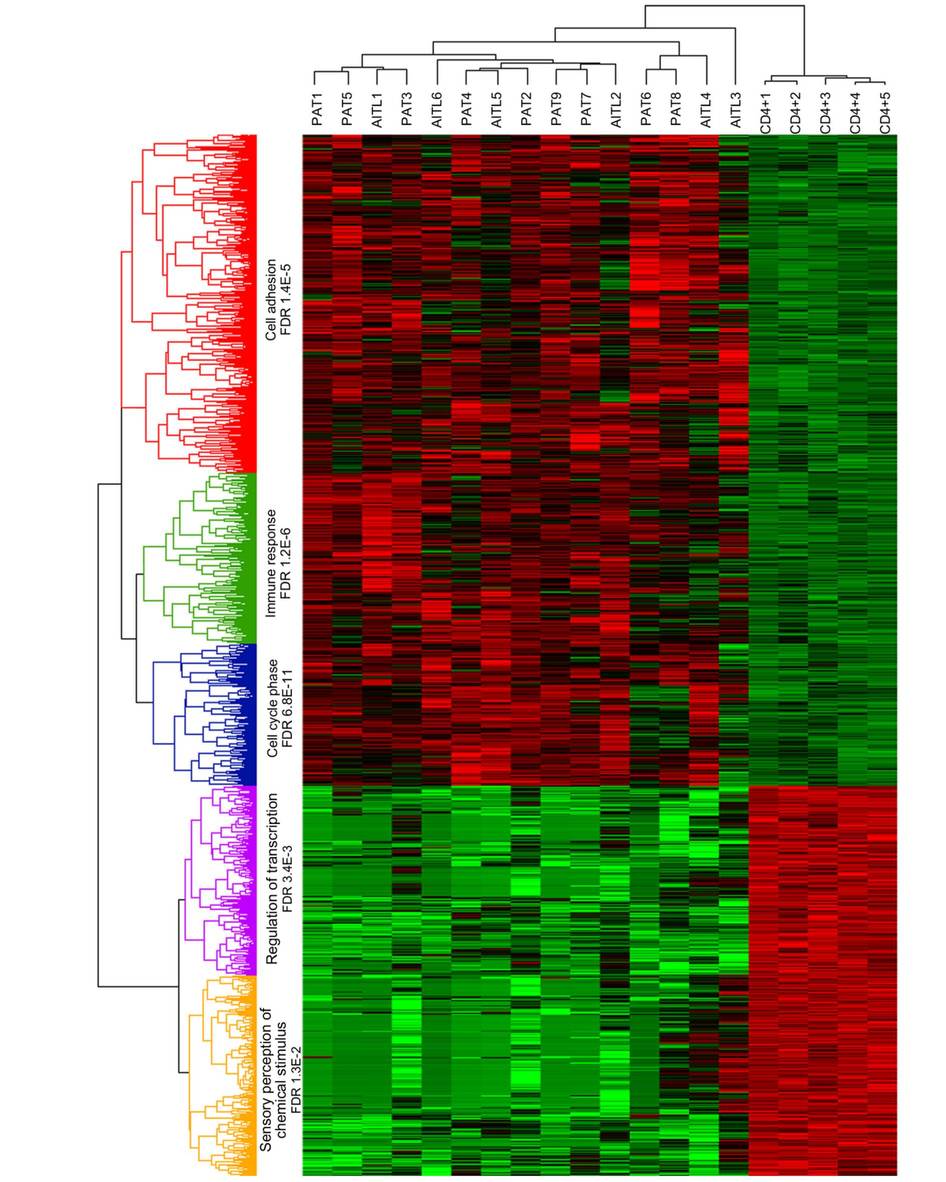 PAT1
PAT5
AITL1
PAT3
AITL6
PAT4
AITL5
PAT2
PAT9
PAT7
AITL2
PAT6
PAT8
AITL4
AITL3
CD4+1
CD4+2
CD4+3
CD4+4
CD4+5
Cell adhesion
FDR 1.4E-5
Immune response
FDR 1.2E-6
Cell cycle phase
FDR 6.8E-11
Regulation of transcription
FDR 3.4E-3
Sensory perception of
chemical stimulus
FDR 1.3E-2